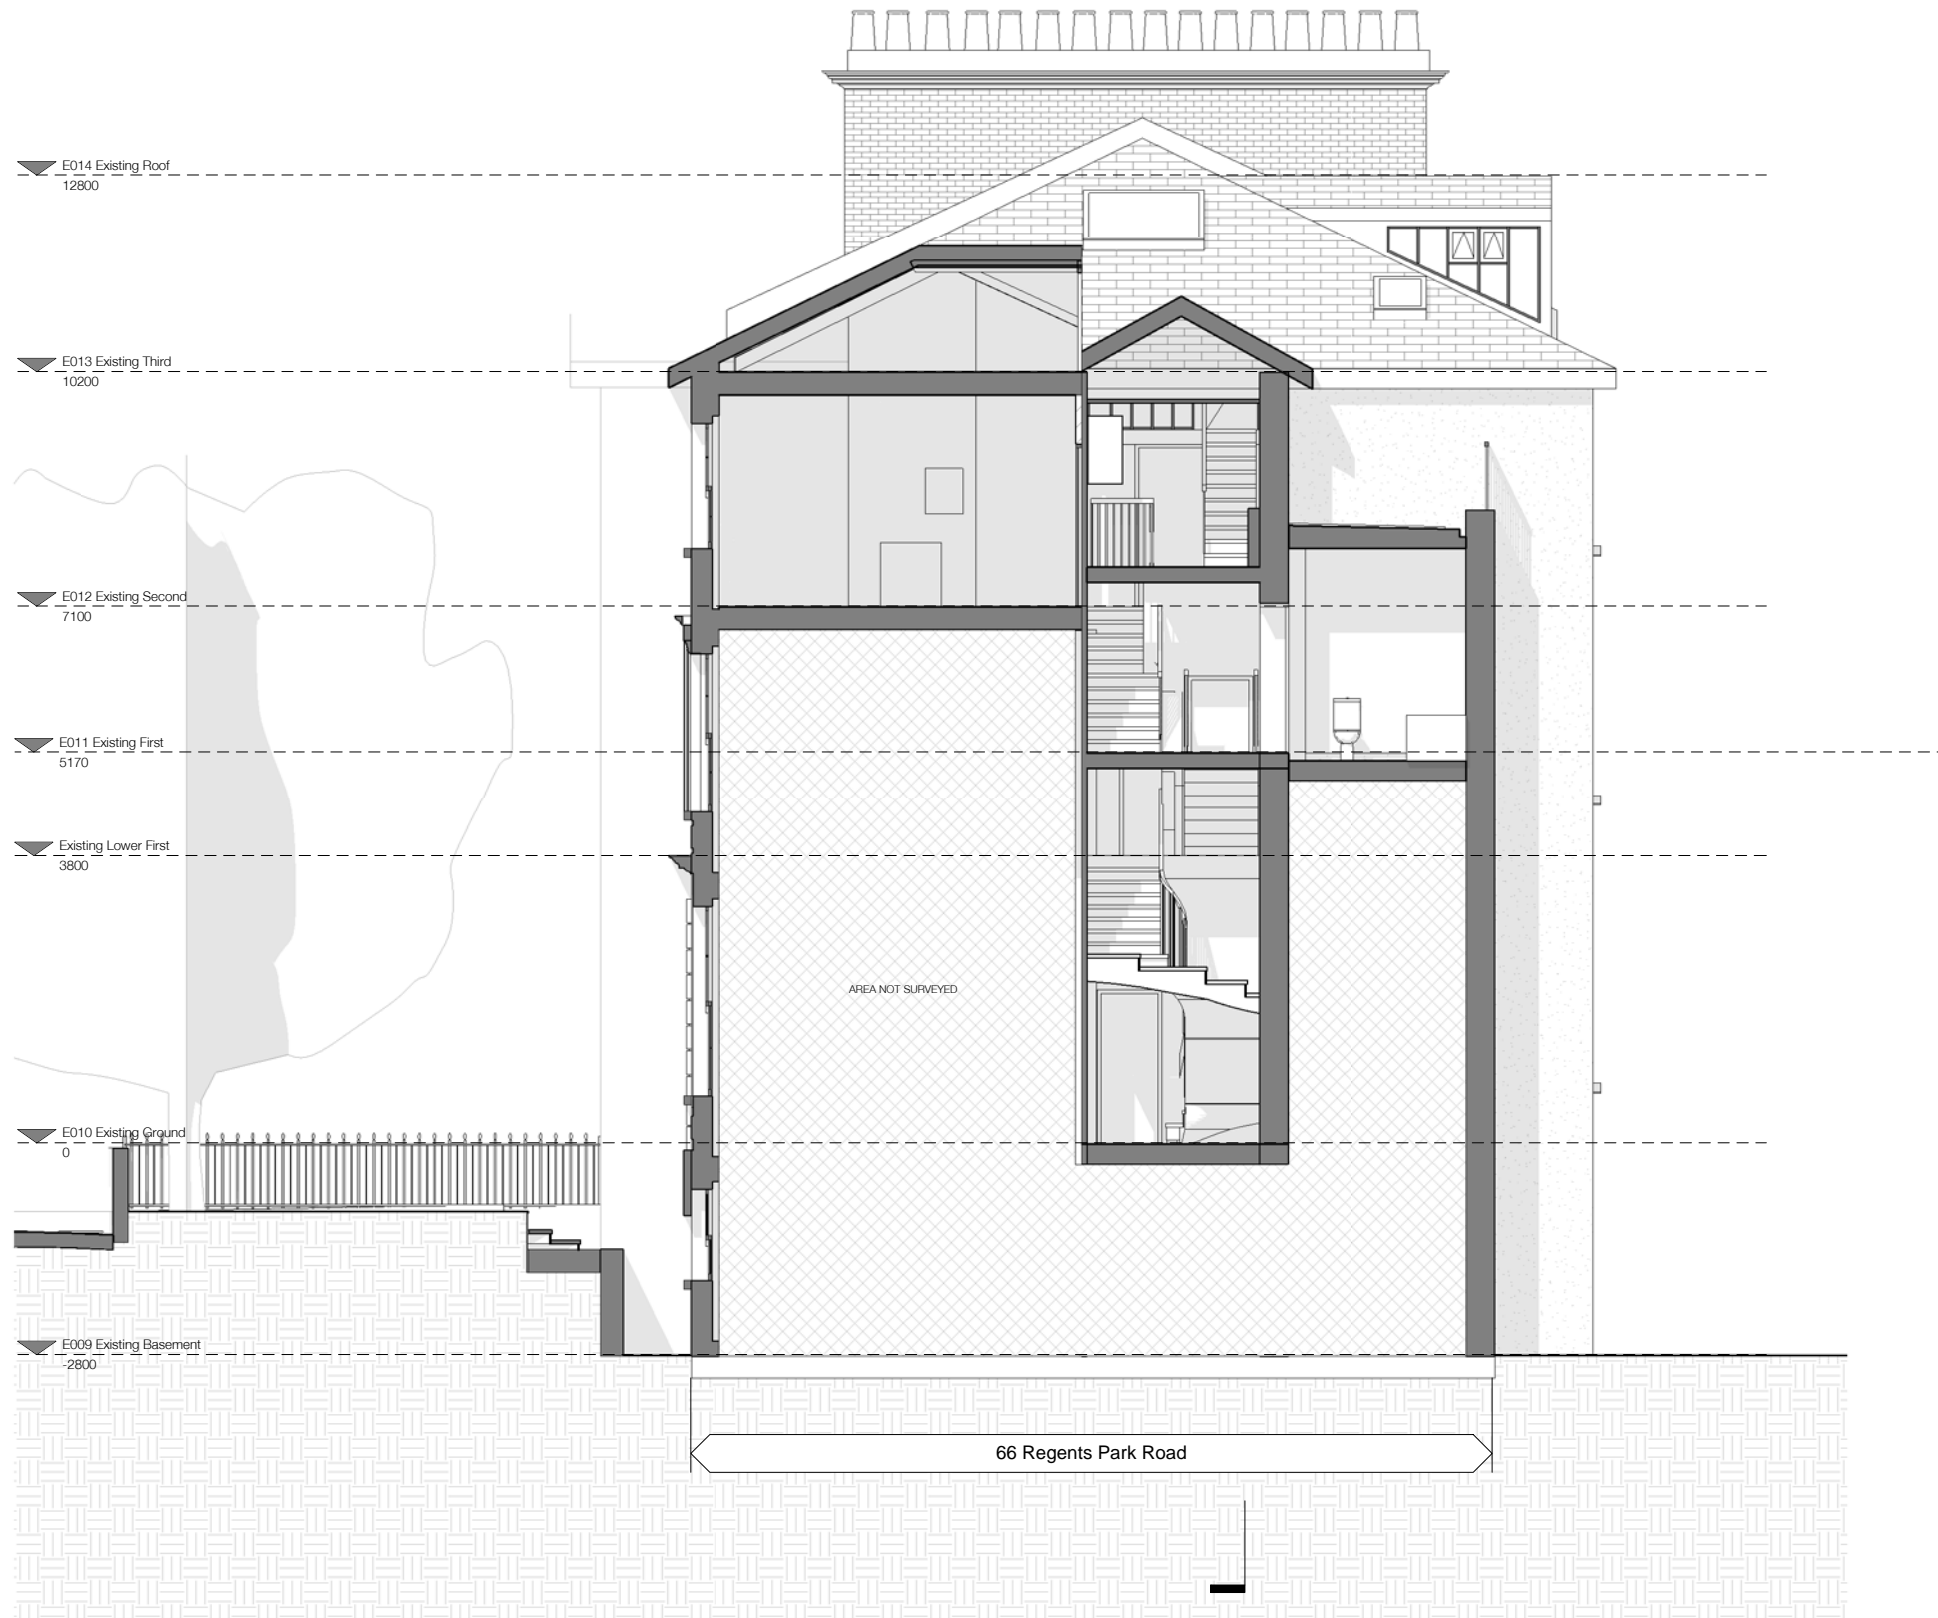 E014 Existing Roof
12800
E013 Existing Third
10200
E012 Existing Second
7100
E011 Existing First
5170
Existing Lower First
3800
AREA NOT SURVEYED
E010 Existing Ground
0
E009 Existing Basement
-2800
66 Regents Park Road